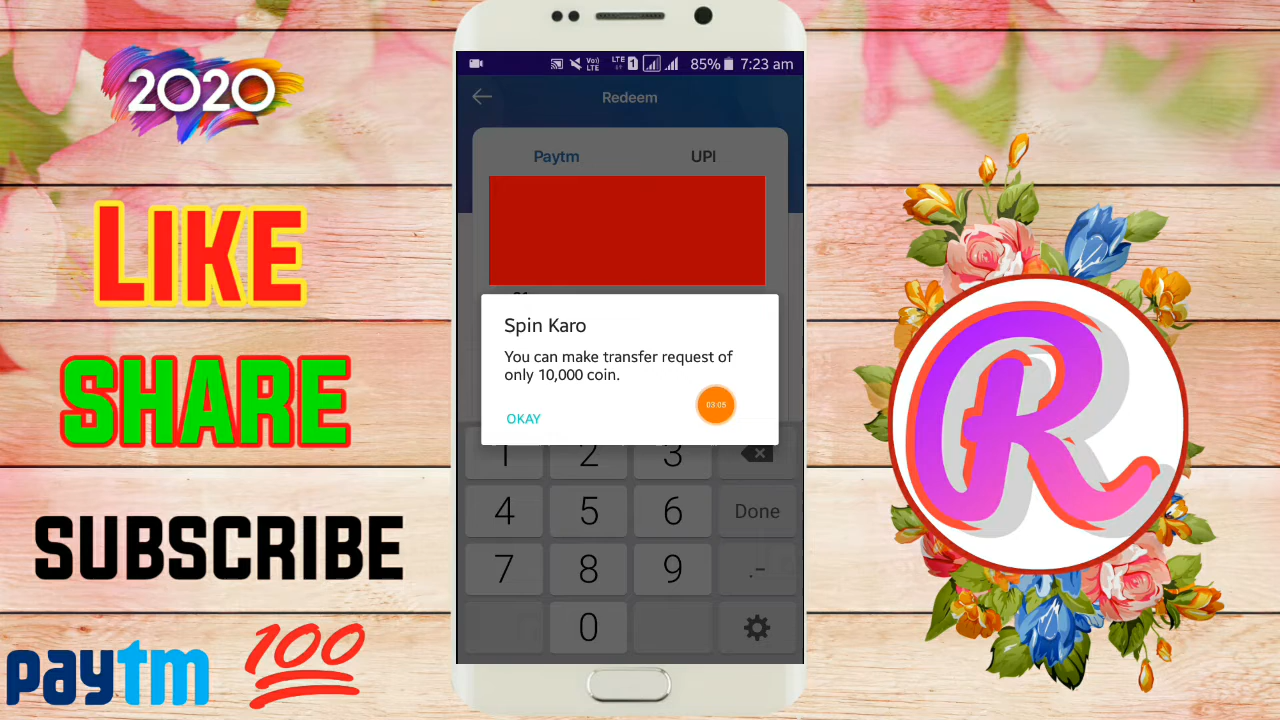 2020
LIKE
SHARE
SUBSCRIBE
paytm 100
Vo))
LTE
LTE
1
85%
7:23 am
Redeem
Paytm
UPI
Spin Karo
You can make transfer request of
only 10,000 coin.
03:05
OKAY
1 2 3
4 5 6 Done
7 8 9 .-
0
R